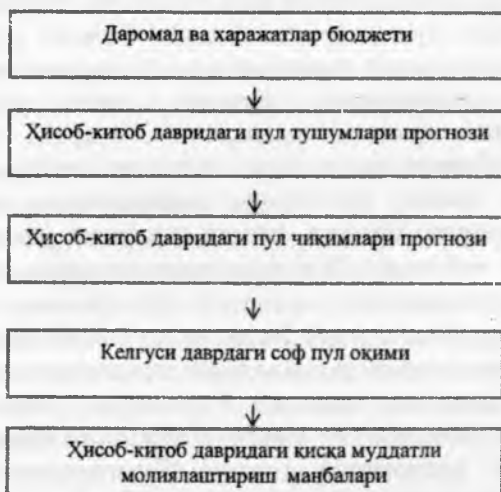 Даромад ва харажатлар бюджети
Ҳисоб-китоб давридаги пул тушумлари прогнози
Ҳисоб-китоб давридаги пул чиқимлари прогнози
Келгуси даврдаги соф пул оқими
Ҳисоб-китоб давридаги қисқа муддатли
молиялаштириш манбалари